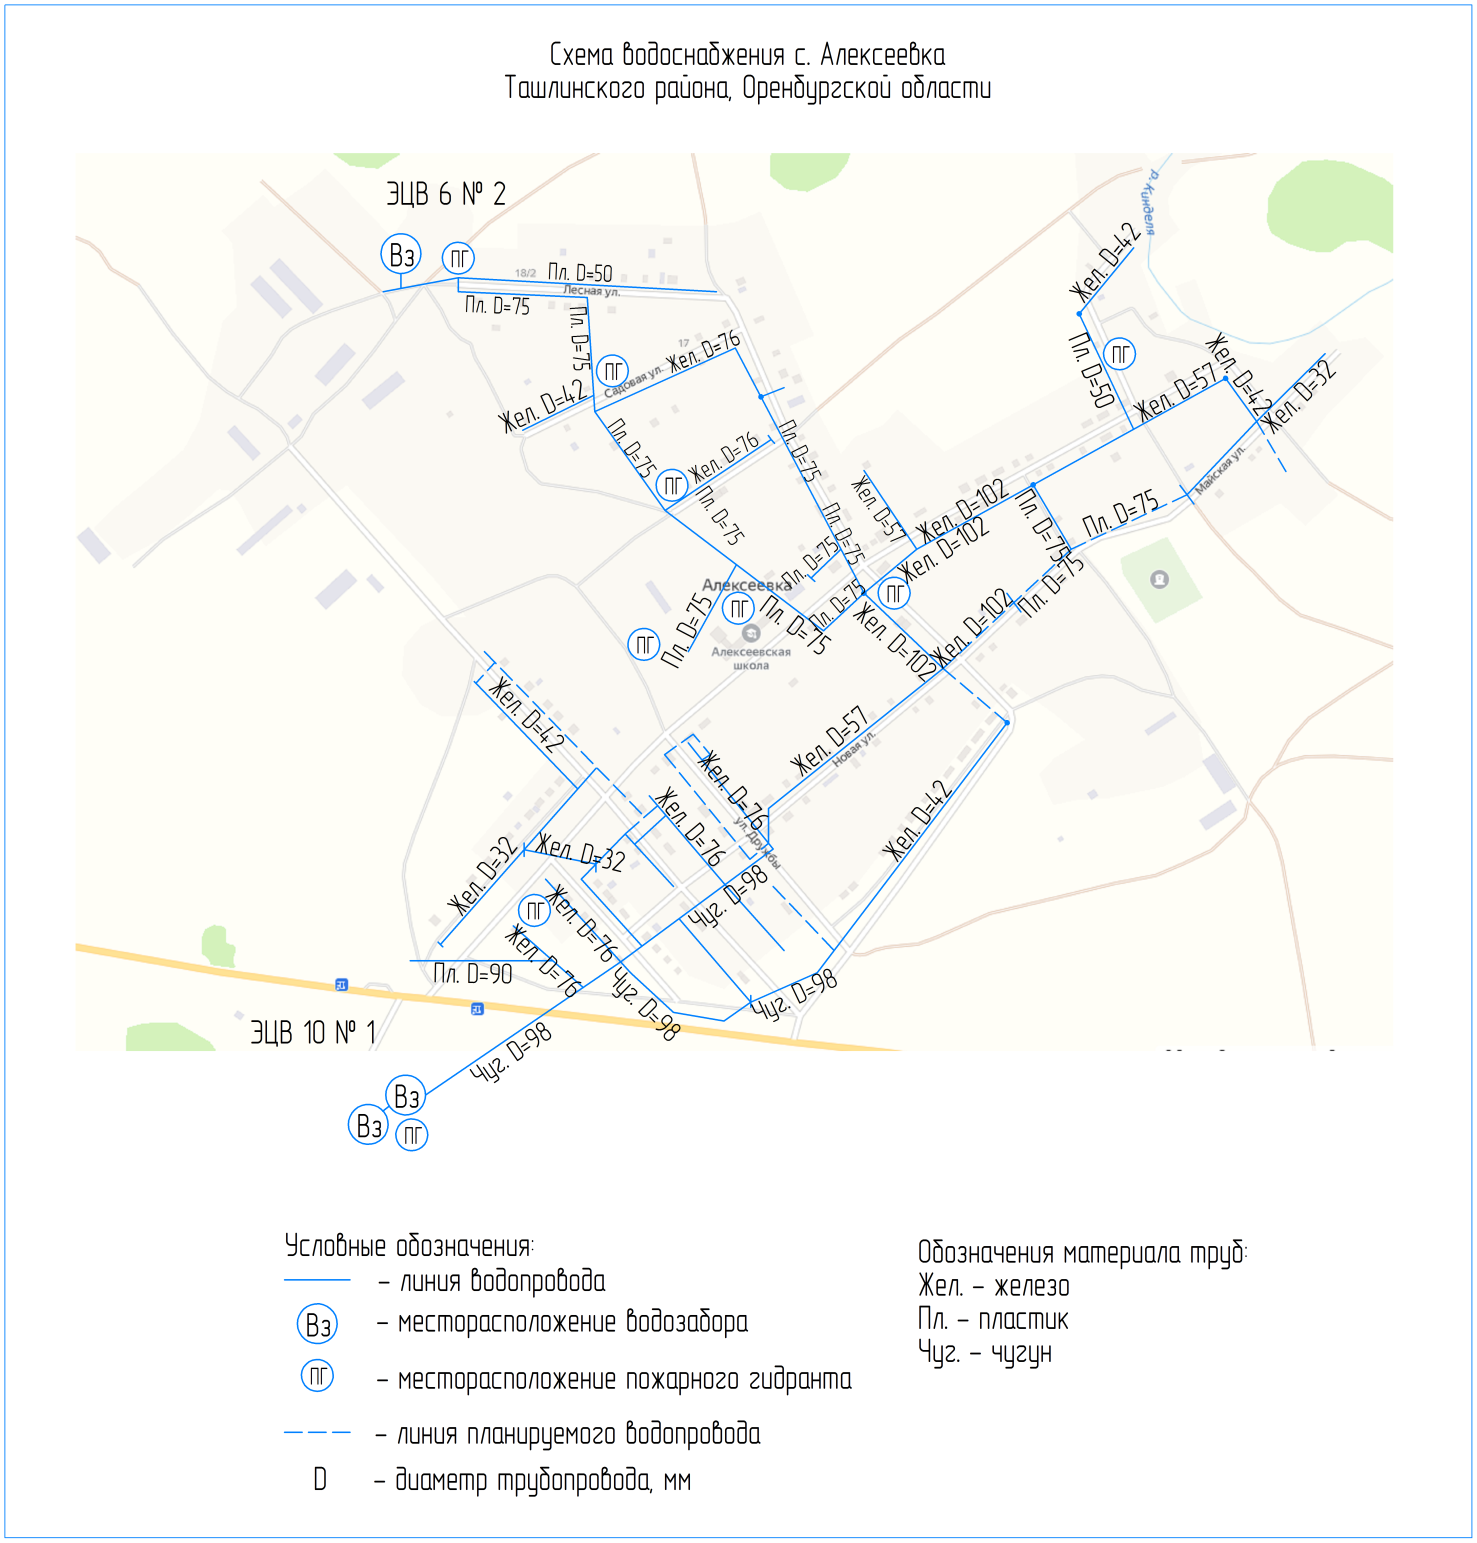 Схема водоснабжения с. Алексеевка
Ташлинского района, Оренбургской области
ЭЦВ 6 № 2
р. Кинделя
Вз
ПГ
18/2
Пл. D=50
Лесная ул.
Пл. D=75
Пл. D=75
17
Жел. D=76
ПГ
Садовая ул.
Жел. D=42
Жел. D=42
ПГ
Пл. D=50
Жел. D=57
Жел. D=42
Жел. D=32
Майская ул.
Пл. D=75
Жел. D=76
ПГ
Пл. D=75
Пл. D=75
Пл. D=75
Жел. D=57
Жел. D=102
Жел. D=102
Пл. D=75
Пл. D=75
Пл. D=75
Пл. D=75
Алексеевка
ПГ
ПГ
Пл. D=75
Пл. D=75
Пл. D=75
ПГ
Алексеевская
школа
Жел. D=102
Жел. D=102
Жел. D=42
Жел. D=57
Новая ул.
Жел. D=76
ул. Дружбы
Жел. D=76
Жел. D=42
Жел. D=32
Жел. D=32
Чуг. D=98
ПГ
Жел. D=76
Жел. D=76
Чуг. D=98
Чуг. D=98
Пл. D=90
ЭЦВ 10 № 1
Чуг. D=98
Вз
Вз
ПГ
Условные обозначения:
– линия водопровода
Вз – месторасположение водозабора
ПГ – месторасположение пожарного гидранта
– линия планируемого водопровода
D – диаметр трубопровода, мм
Обозначения материала труб:
Жел. – железо
Пл. – пластик
Чуг. – чугун